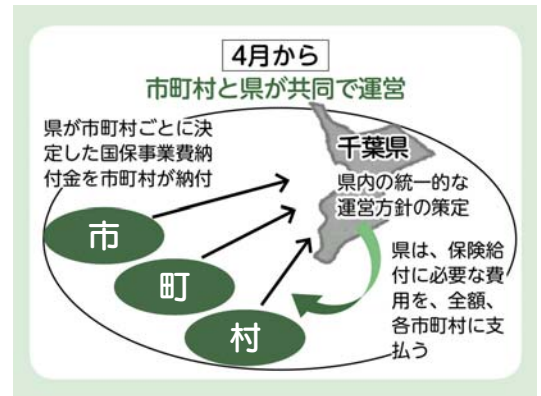 4月から
市町村と県が共同で運営
県が市町村ごとに決
定した国保事業費納
付金を市町村が納付
千葉県
県内の統一的な
運営方針の策定
市
町
村
県は、保険給
付に必要な費
用を、全額、
各市町村に支
払う